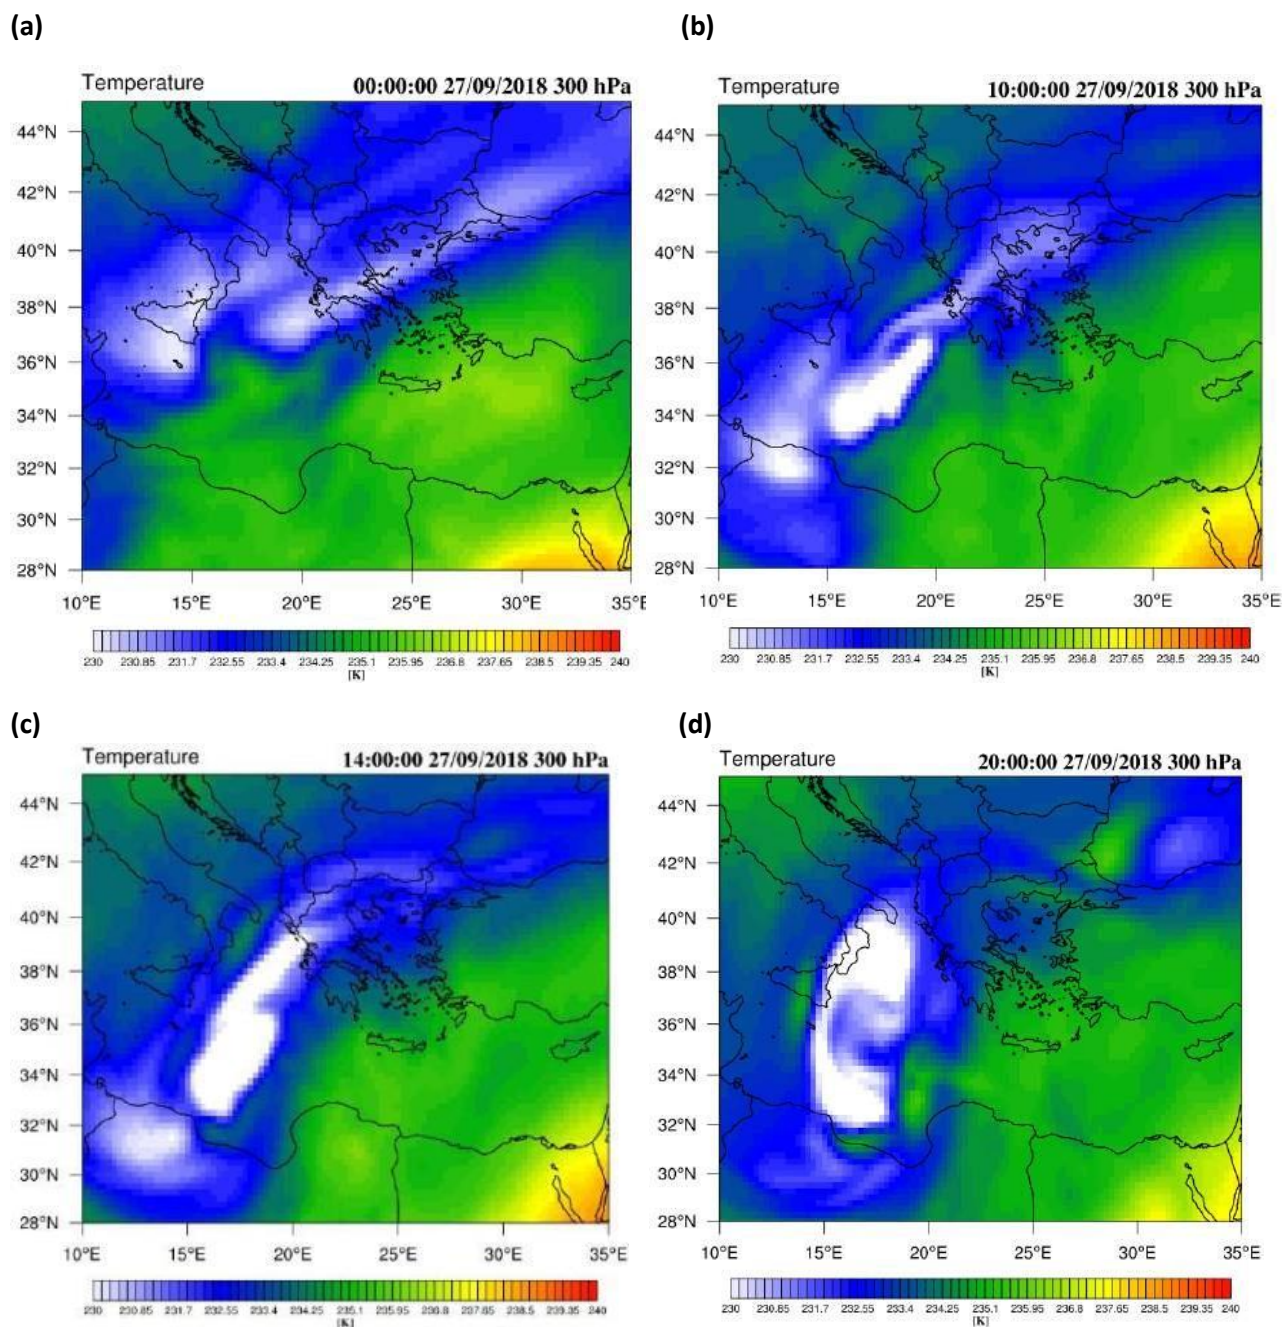 (a)
Temperature 00:00:00 27/09/2018 300 hPa
44°N
42°N
40°N
38°N
36°N
34°N
32°N
30°N
28°N
10°E 15°E 20°E 25°E 30°E 35°E
230 230.85 231.7 232.55 233.4 234.25 235.1 235.95 236.8 237.65 238.5 239.35 240
[K]
(b)
Temperature 10:00:00 27/09/2018 300 hPa
44°N
42°N
40°N
38°N
36°N
34°N
32°N
30°N
28°N
10°E 15°E 20°E 25°E 30°E 35°E
230 230.85 231.7 232.55 233.4 234.25 235.1 235.95 236.8 237.65 238.5 239.35 240
[K]
(c)
Temperature 14:00:00 27/09/2018 300 hPa
44°N
42°N
40°N
38°N
36°N
34°N
32°N
30°N
28°N
10°E 15°E 20°E 25°E 30°E 35°E
230 230.85 231.7 232.55 233.4 234.25 235.1 235.95 236.8 237.65 238.5 239.35 240
[K]
(d)
Temperature 20:00:00 27/09/2018 300 hPa
44°N
42°N
40°N
38°N
36°N
34°N
32°N
30°N
28°N
10°E 15°E 20°E 25°E 30°E 35°E
230 230.85 231.7 232.55 233.4 234.25 235.1 235.95 236.8 237.65 238.5 239.35 240
[K]